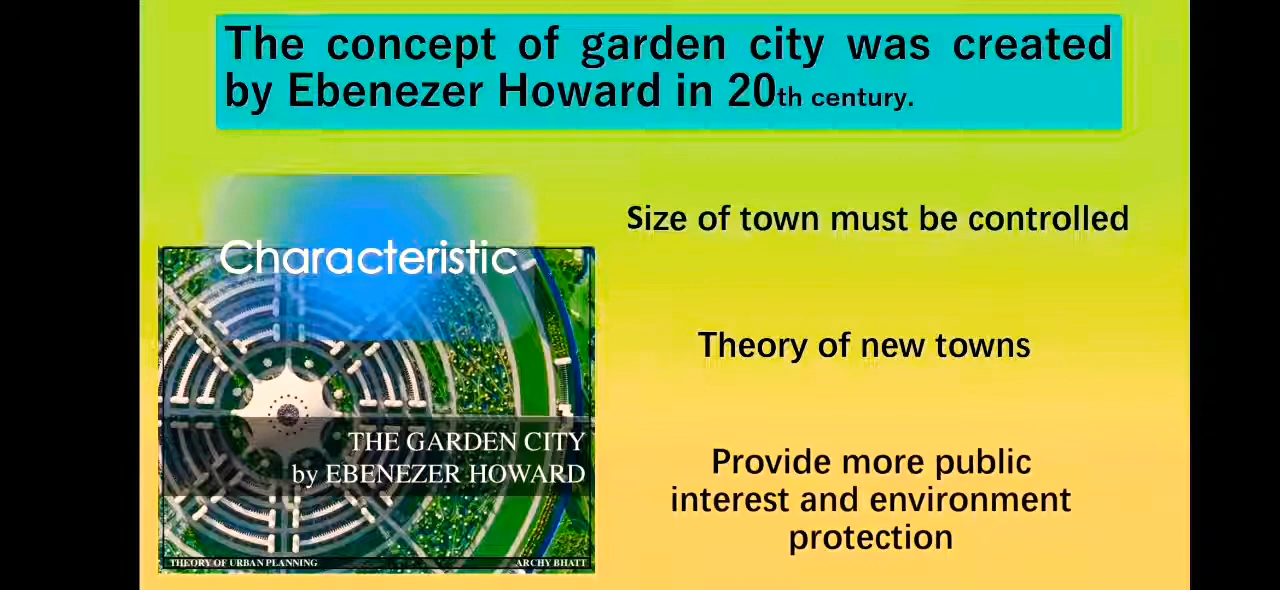 The concept of garden city was created
by Ebenezer Howard in 20th century.
Characteristic
Size of town must be controlled
Theory of new towns
THE GARDEN CITY
by EBENEZER HOWARD
Provide more public
interest and environment
protection
THEORY OF URBAN PLANNING
ARCHY BHATT